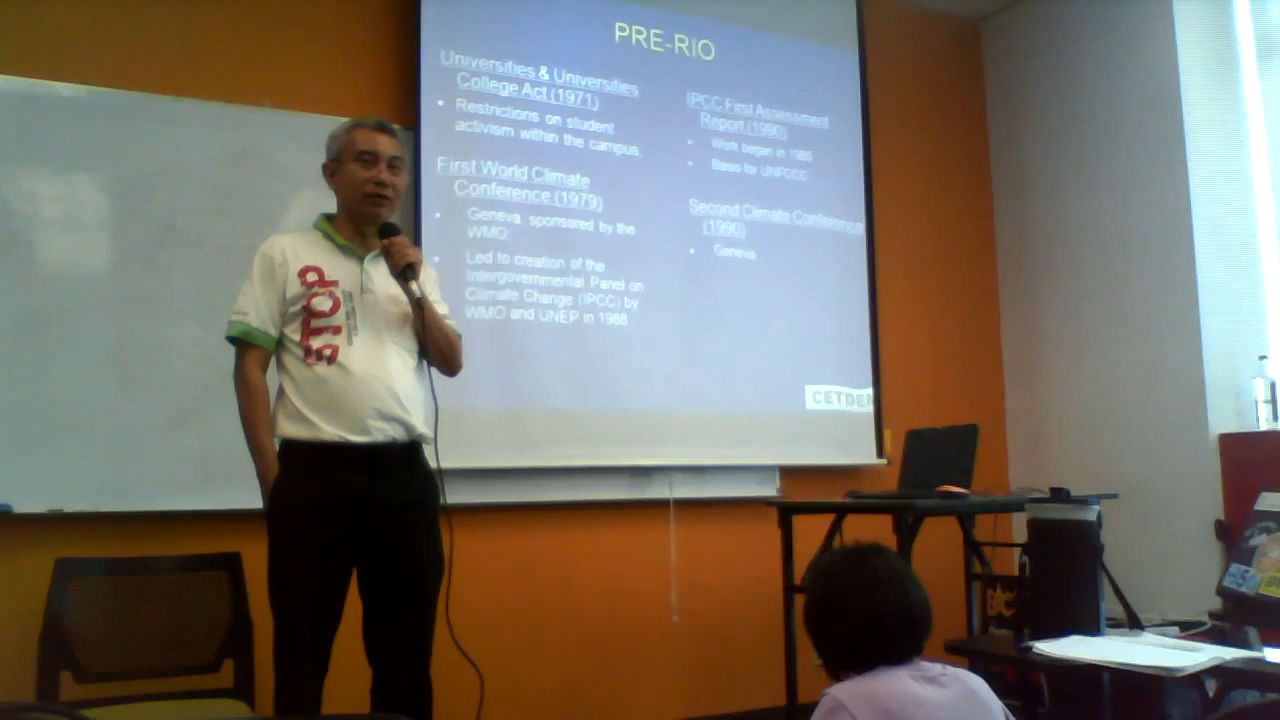 PRE-RIO
Universities & Universities
College Act (1971)
• Restrictions on student
activism within the campus
First World Climate
Conference (1979)
• Geneva, sponsored by the
WMO
• Led to creation of the
Intergovernmental Panel on
Climate Change (IPCC) by
WMO and UNEP in 1988
IPCC First Assessment
Report (1990)
• Work began in 1985
• Basis for UNFCCC
Second Climate Conference
(1990)
• Geneva
CETDEM
STOP